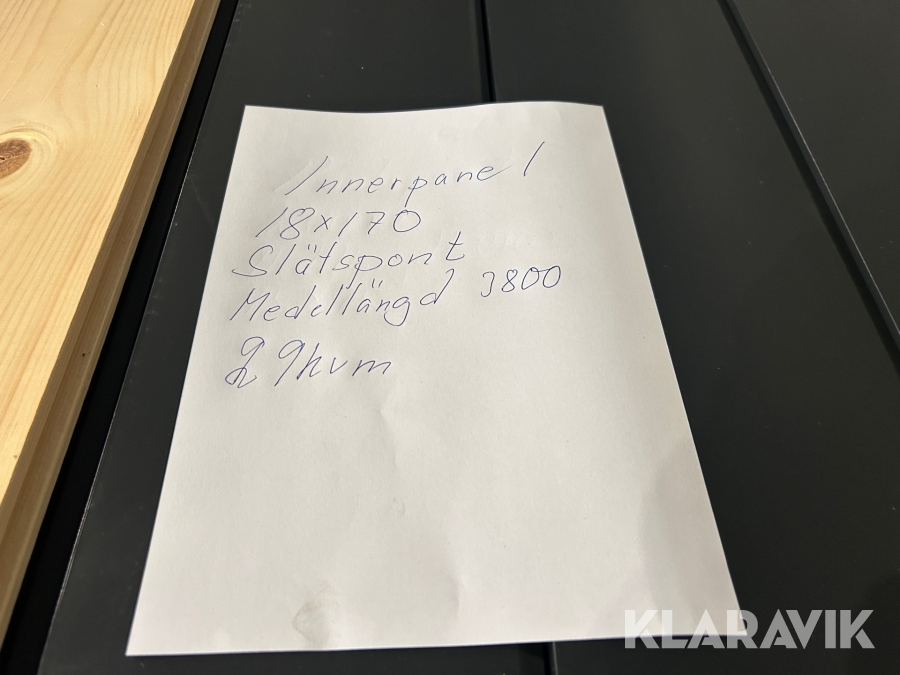 Innerpanel
18x170
Slätspont
Medellängd 3800
29kvm
KLARAVIK